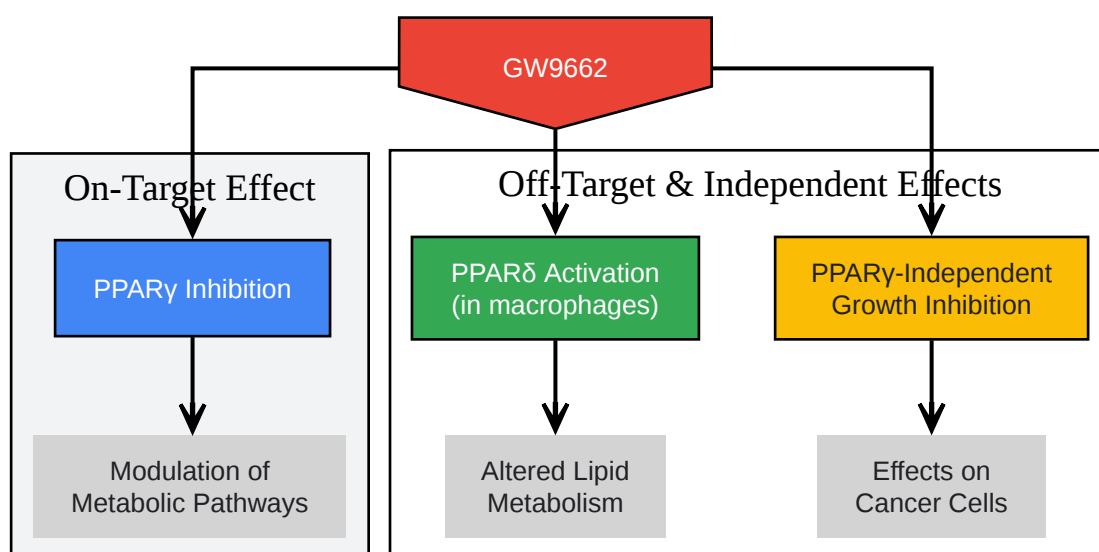 GW9662
On-Target Effect
Off-Target & Independent Effects
PPARγ Inhibition
PPARδ Activation
(in macrophages)
PPARγ-Independent
Growth Inhibition
Modulation of
Metabolic Pathways
Altered Lipid
Metabolism
Effects on
Cancer Cells